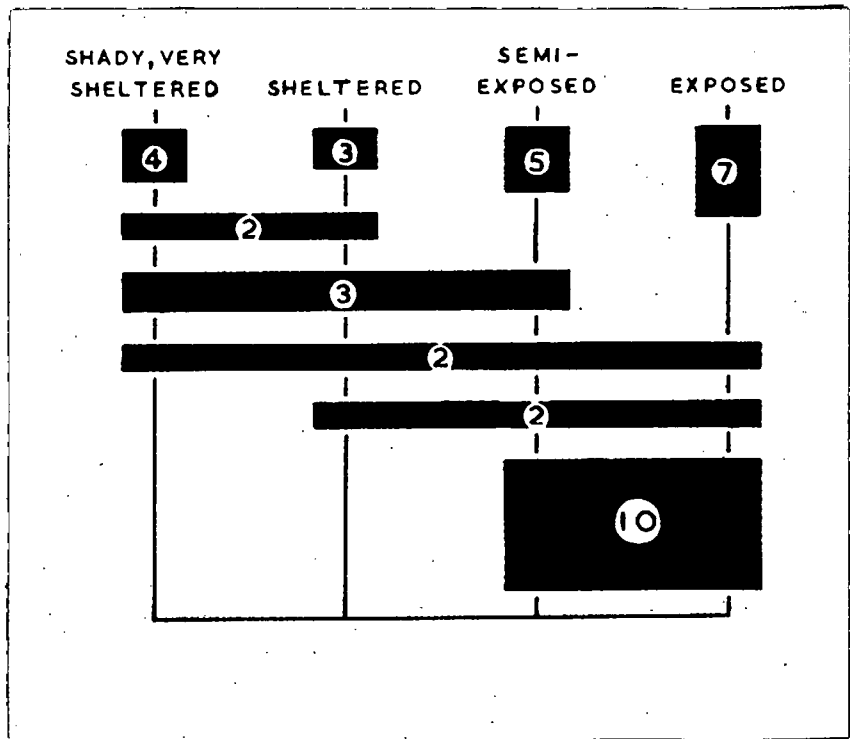 SHADY, VERY
SHELTERED
SHELTERED
SEMI-
EXPOSED
EXPOSED
4
3
5
7
2
3
2
2
10